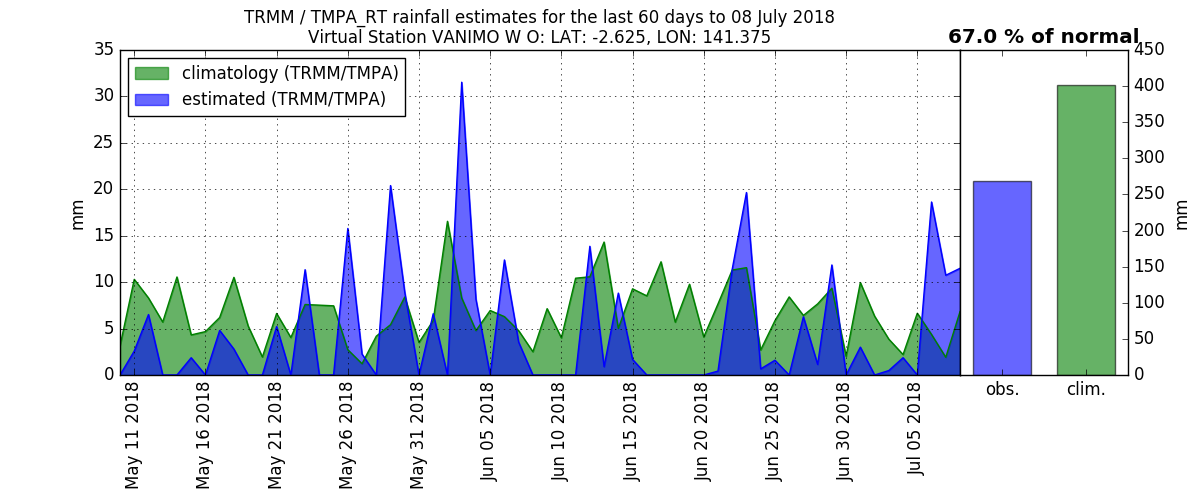 TRMM / TMPA_RT rainfall estimates for the last 60 days to 08 July 2018
Virtual Station VANIMO W O: LAT: -2.625, LON: 141.375
67.0 % of normal
climatology (TRMM/TMPA)
estimated (TRMM/TMPA)
35
30
25
20
15
10
5
0
mm
May 11 2018
May 16 2018
May 21 2018
May 26 2018
May 31 2018
Jun 05 2018
Jun 10 2018
Jun 15 2018
Jun 20 2018
Jun 25 2018
Jun 30 2018
Jul 05 2018
obs.
clim.
450
400
350
300
250
200
150
100
50
0
mm